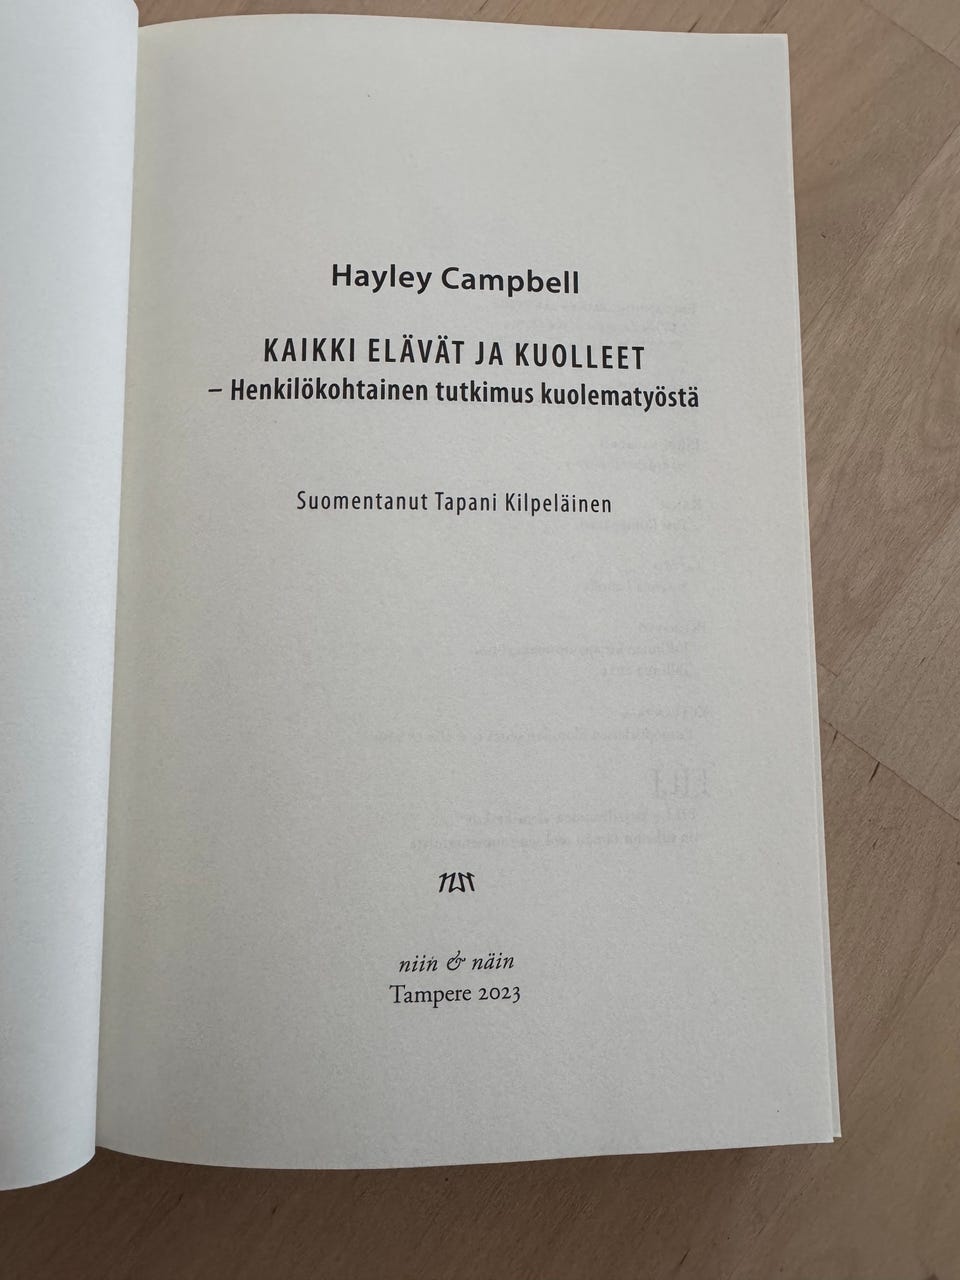 Hayley Campbell
KAIKKI ELÄVÄT JA KUOLLEET
– Henkilökohtainen tutkimus kuolematyöstä
Suomentanut Tapani Kilpeläinen
niin & näin
Tampere 2023